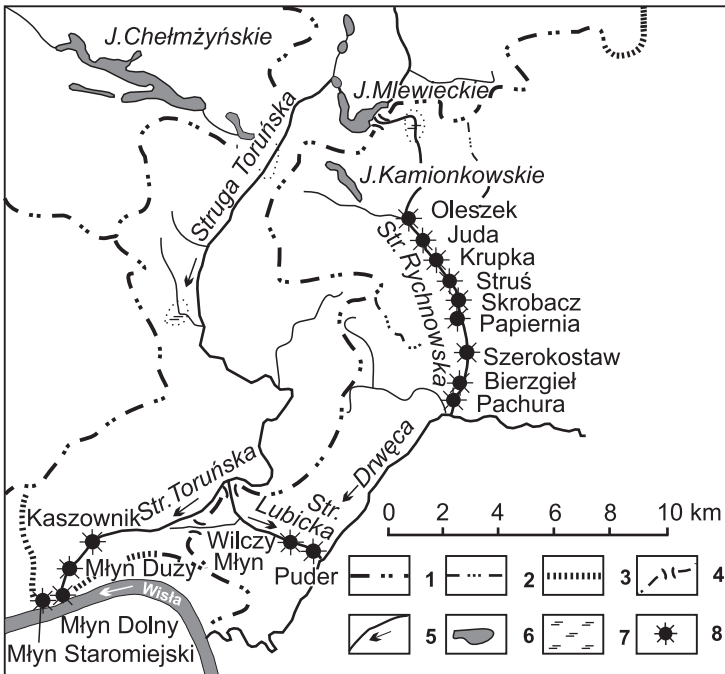 J.Chełmżyńskie
J.Mlewieckie
Struga Toruńska
J.Kamionkowskie
Oleszek
Juda
Krupka
Struś
Skrobacz
Papiernia
Str. Rychnowska
Szerokostaw
Bierzgieł
Pachura
Drwęca
Str Toruńska
Str.
Lubicka
Kaszownik
Wilczy
Młyn
Puder
Młyn Duży
Wisła
Młyn Dolny
Młyn Staromiejski
0 2 4 6 8 10 km
1 2 3 4
5 6 7 8